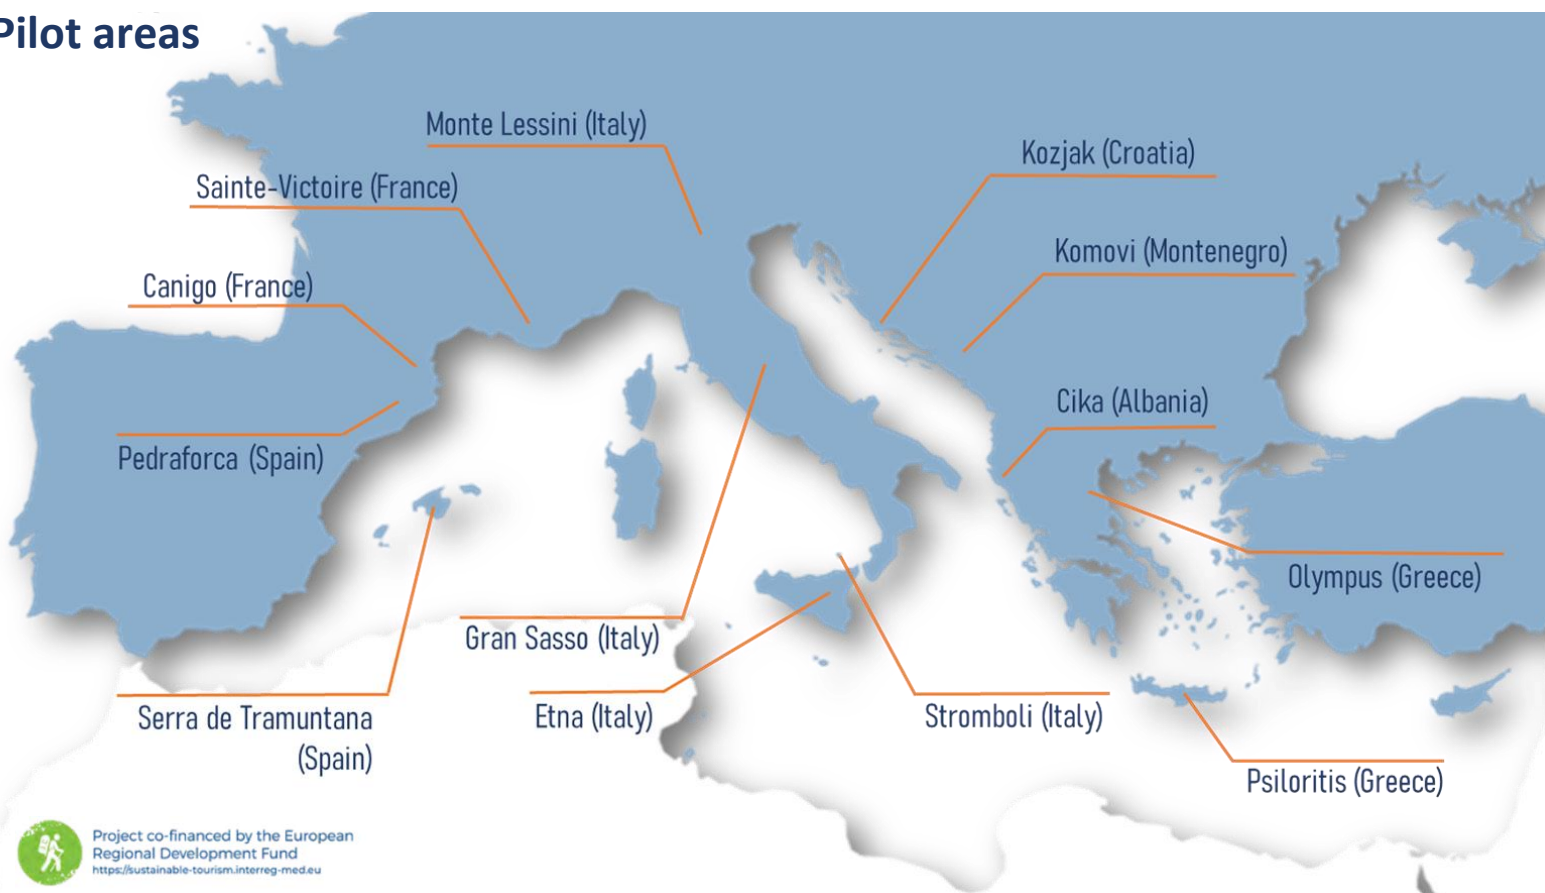 Pilot areas
Monte Lessini (Italy)
Kozjak (Croatia)
Sainte-Victoire (France)
Komovi (Montenegro)
Canigo (France)
Cika (Albania)
Pedraforca (Spain)
Olympus (Greece)
Gran Sasso (Italy)
Serra de Tramuntana
(Spain)
Etna (Italy)
Stromboli (Italy)
Psiloritis (Greece)
Project co-financed by the European
Regional Development Fund
https://sustainable-tourism.interreg-med.eu